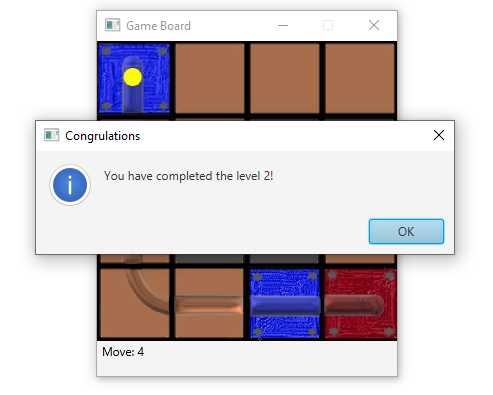 Game Board
Congrulations
You have completed the level 2!
OK
Move: 4